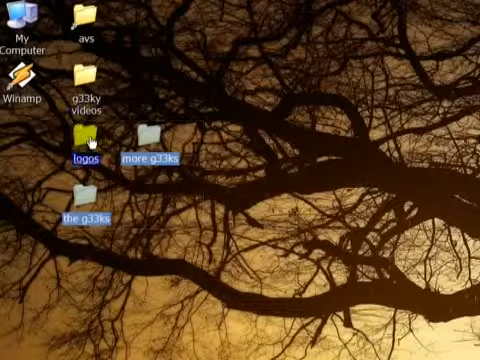 My
Computer
avs
Winamp
g33ky
videos
logos
more g33ks
the g33ks